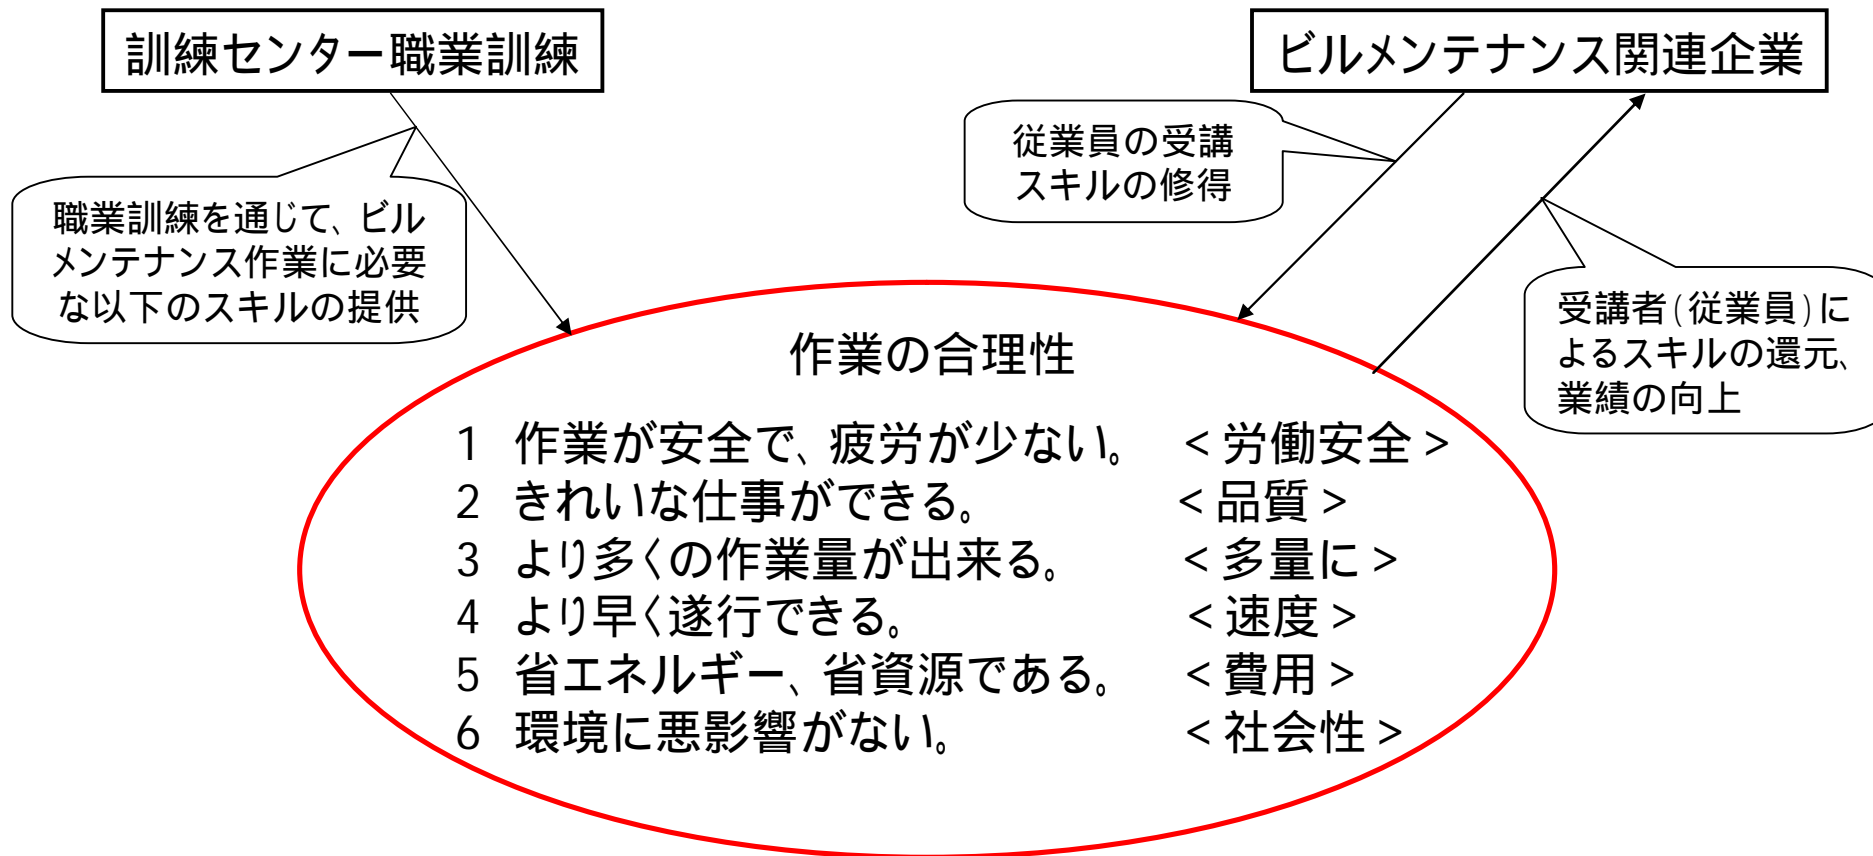 訓練センター職業訓練
ビルメンテナンス関連企業
従業員の受講
スキルの修得
職業訓練を通じて、ビル
メンテナンス作業に必要
な以下のスキルの提供
受講者(従業員)に
よるスキルの還元、
業績の向上
作業の合理性
1 作業が安全で、疲労が少ない。 <労働安全>
2 きれいな仕事ができる。 <品質>
3 より多くの作業量が出来る。 <多量に>
4 より早く遂行できる。 <速度>
5 省エネルギー、省資源である。 <費用>
6 環境に悪影響がない。 <社会性>